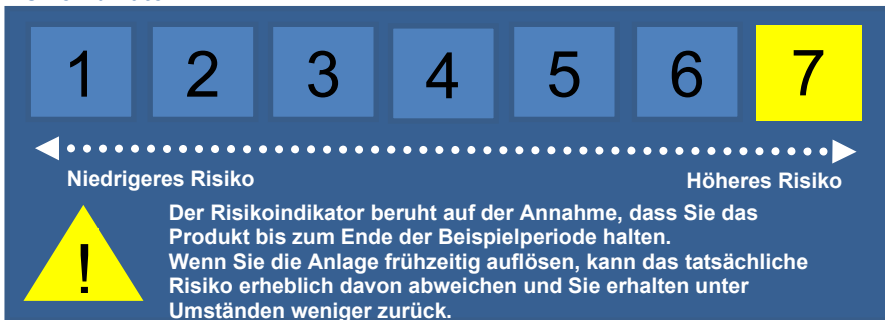 1 2 3 4 5 6 7
Niedrigeres Risiko Höheres Risiko
Der Risikoindikator beruht auf der Annahme, dass Sie das
Produkt bis zum Ende der Beispielperiode halten.
! Wenn Sie die Anlage frühzeitig auflösen, kann das tatsächliche
Risiko erheblich davon abweichen und Sie erhalten unter
Umständen weniger zurück.